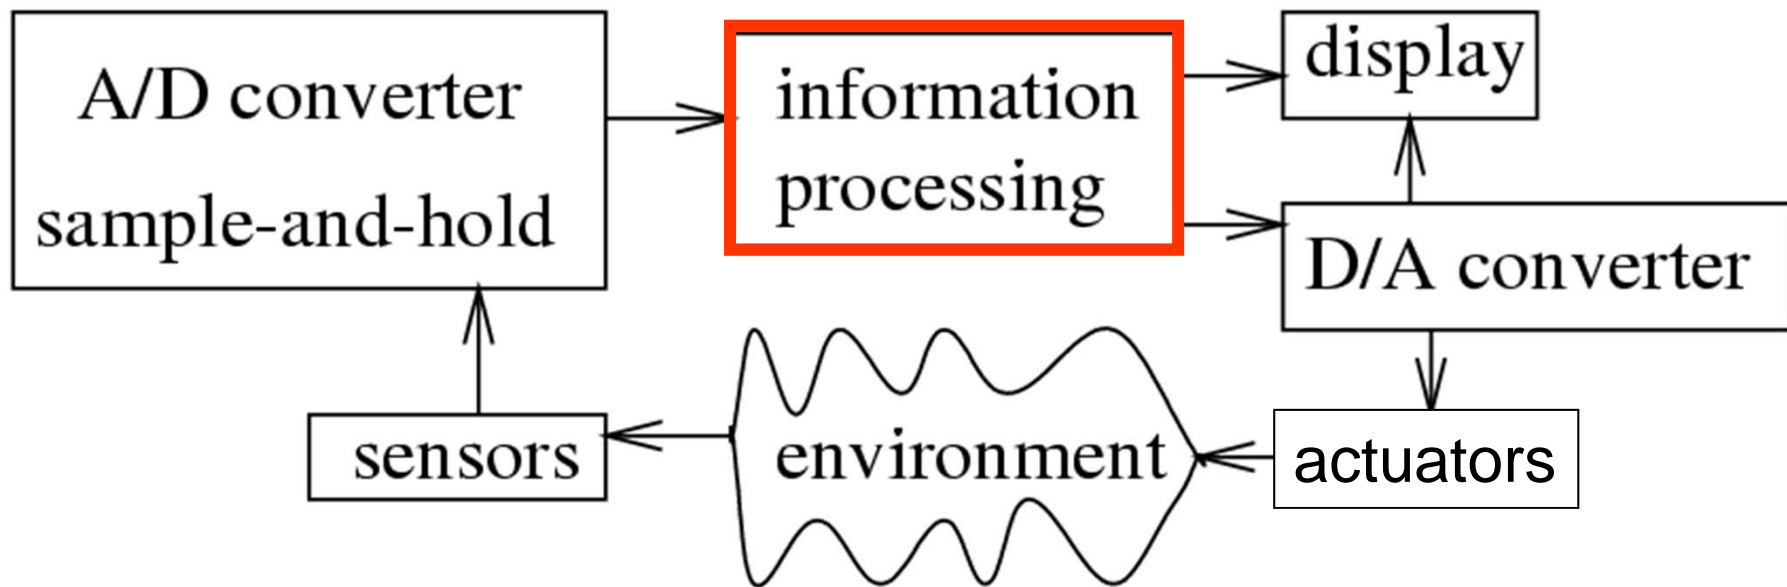 A/D converter
sample-and-hold
information
processing
display
D/A converter
sensors
environment
actuators